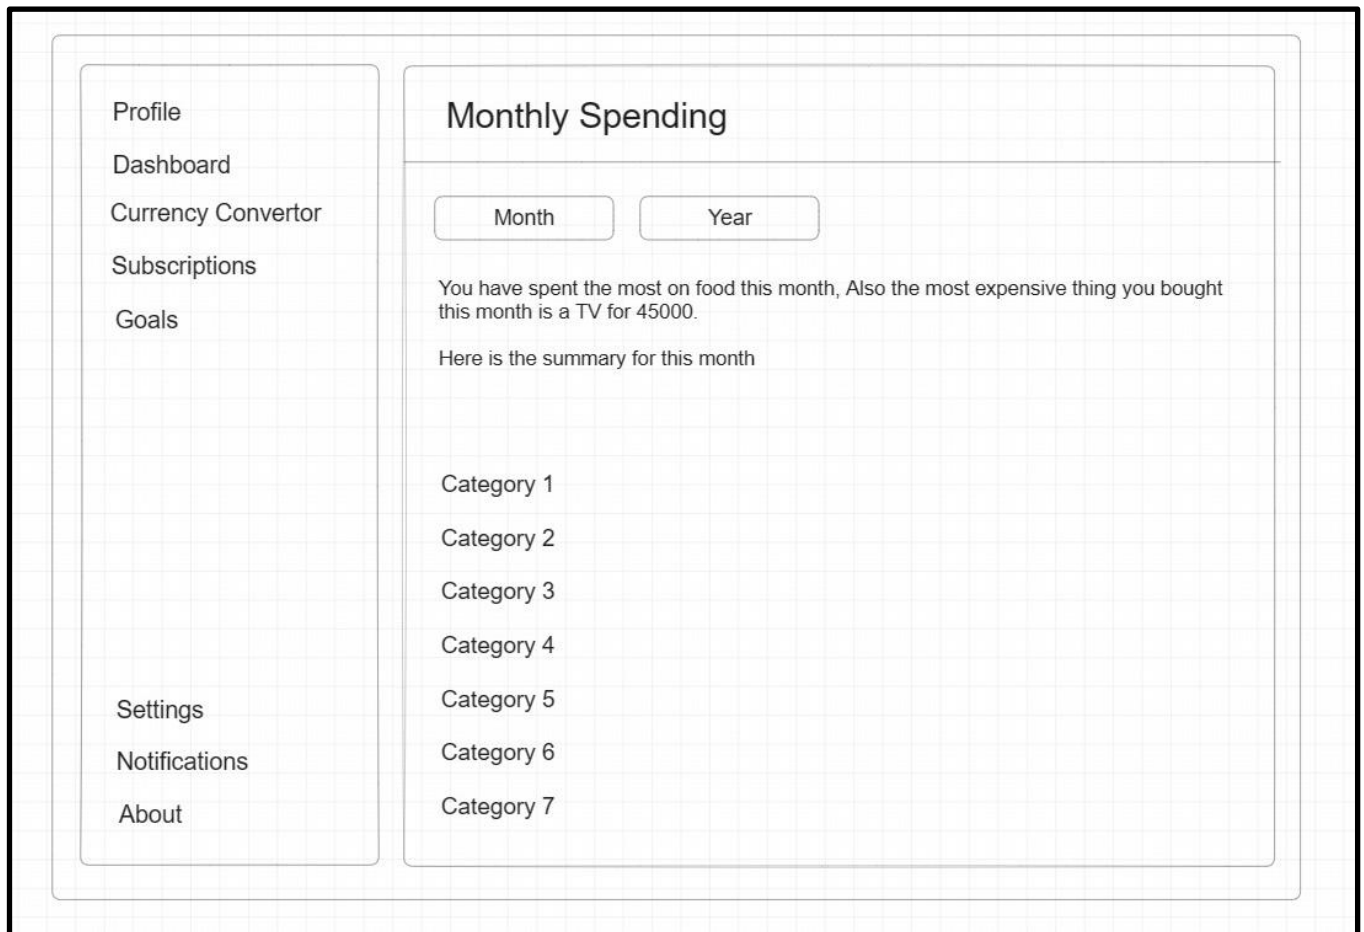 Profile
Dashboard
Currency Convertor
Subscriptions
Goals
Settings
Notifications
About
Monthly Spending
Month
Year
You have spent the most on food this month, Also the most expensive thing you bought
this month is a TV for 45000.
Here is the summary for this month
Category 1
Category 2
Category 3
Category 4
Category 5
Category 6
Category 7